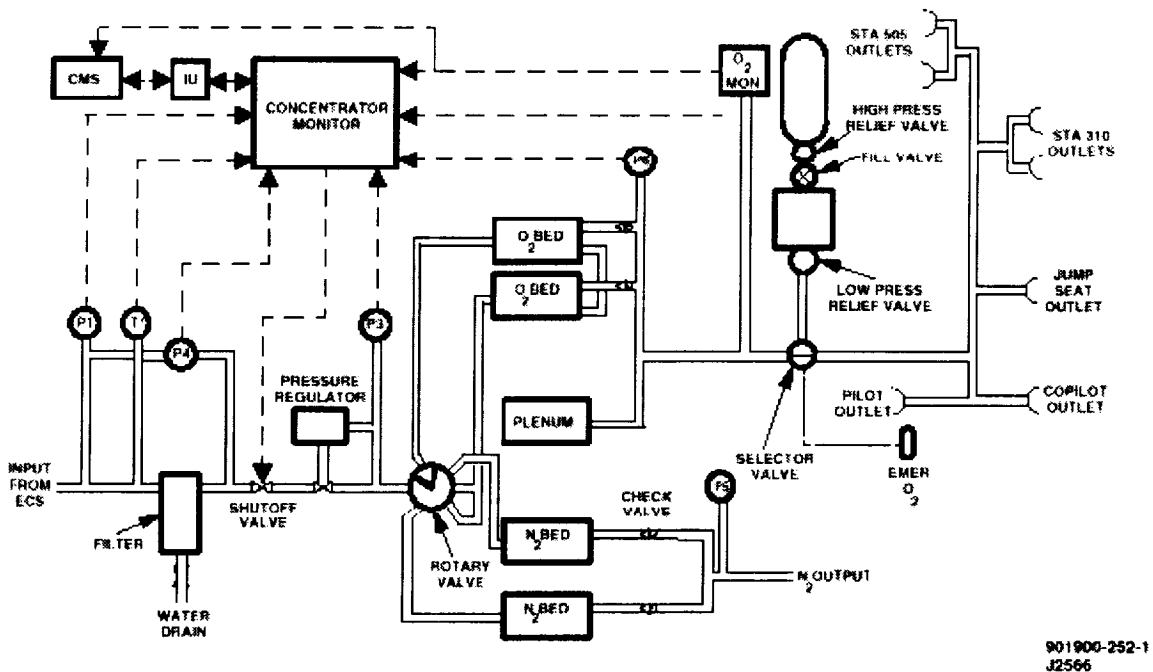 CMS
IU
CONCENTRATOR
MONITOR
O2
MON
STA 505
OUTLETS
HIGH PRESS
RELIEF VALVE
FILL VALVE
STA 310
OUTLETS
O2 BED
O2 BED
LOW PRESS
RELIEF VALVE
JUMP
SEAT
OUTLET
P1
T1
P4
P3
PRESSURE
REGULATOR
PLENUM
PILOT
OUTLET
COPILOT
OUTLET
SELECTOR
VALVE
EMER
O2
INPUT
FROM
ECS
SHUTOFF
VALVE
FILTER
ROTARY
VALVE
CHECK
VALVE
P5
N2 BED
N2 OUTPUT
N2 BED
WATER
DRAIN
901900-252-1
J2566